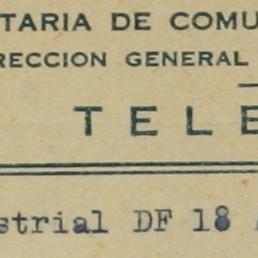 TARIA DE COMU
RECCION GENERAL
TELE
strial DF 18